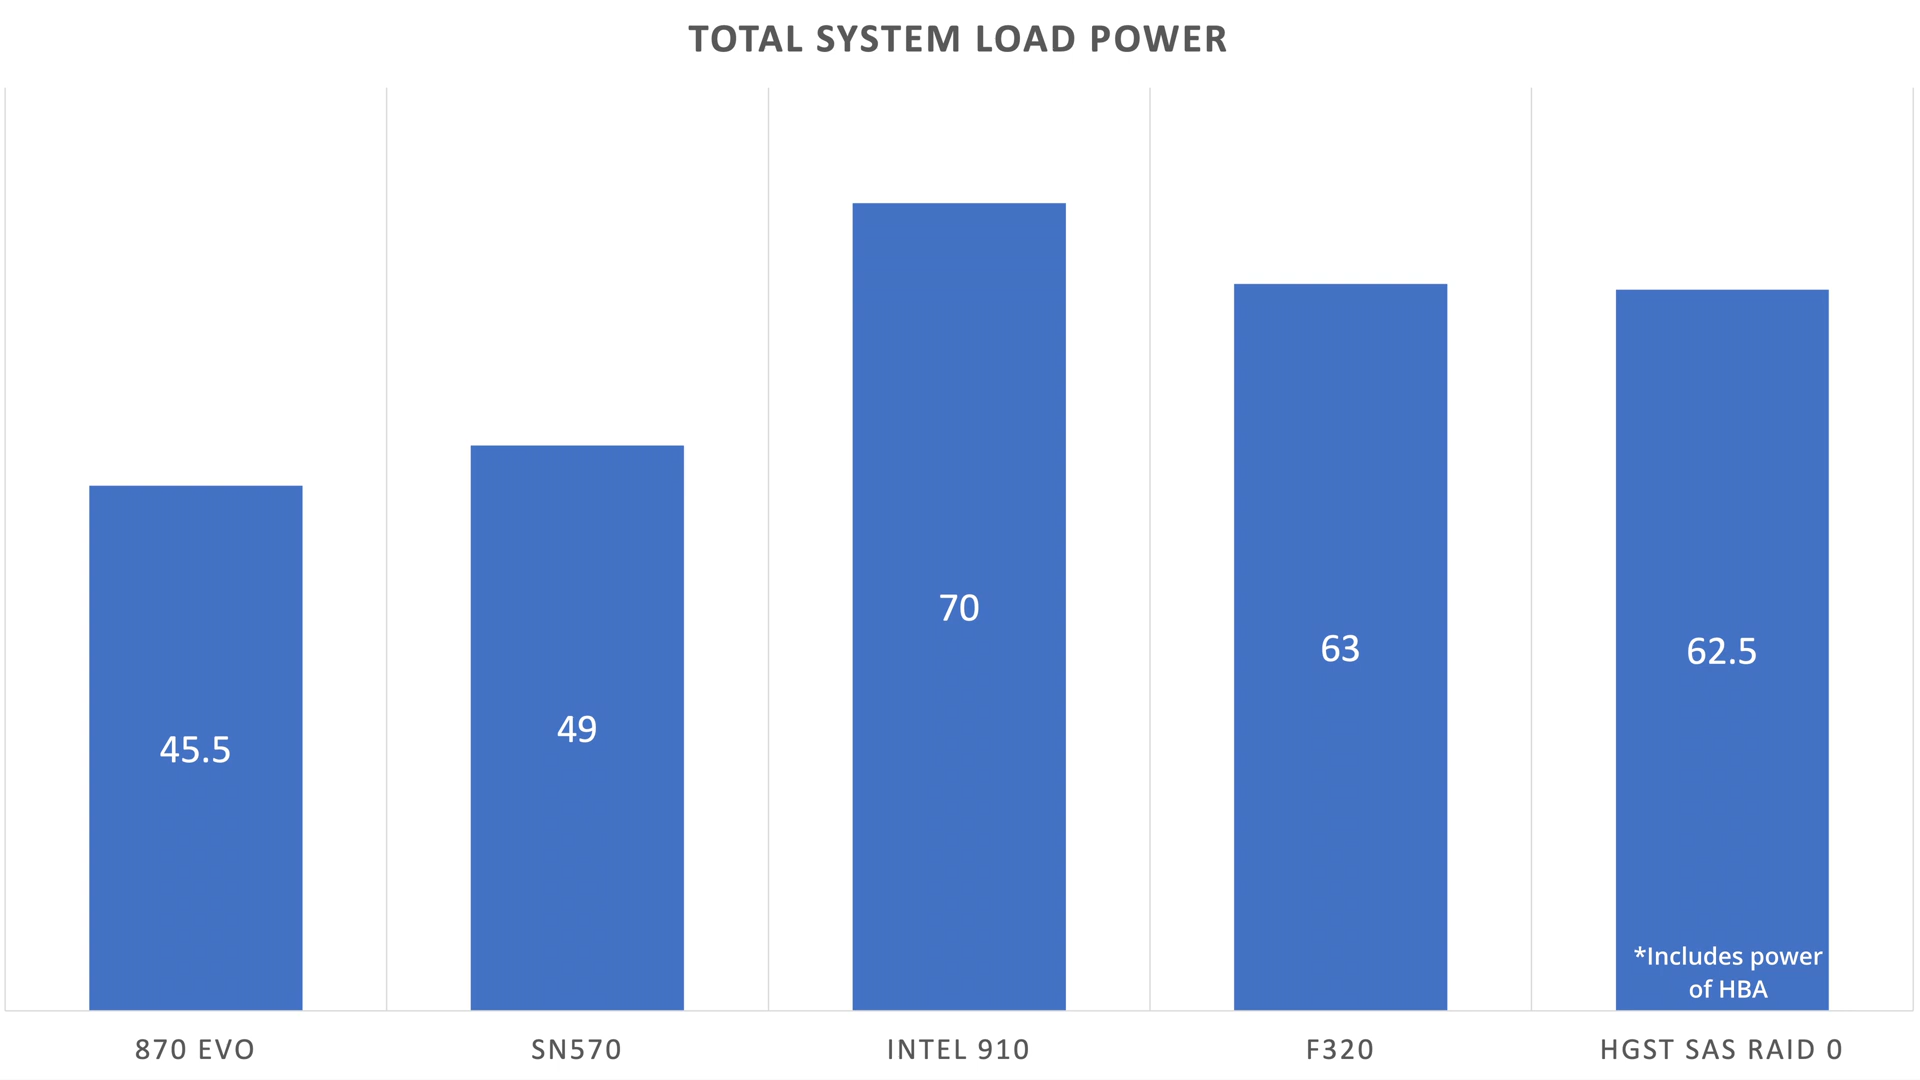 TOTAL SYSTEM LOAD POWER
45.5
49
70
63
62.5
*Includes power
of HBA
870 EVO
SN570
INTEL 910
F320
HGST SAS RAID 0